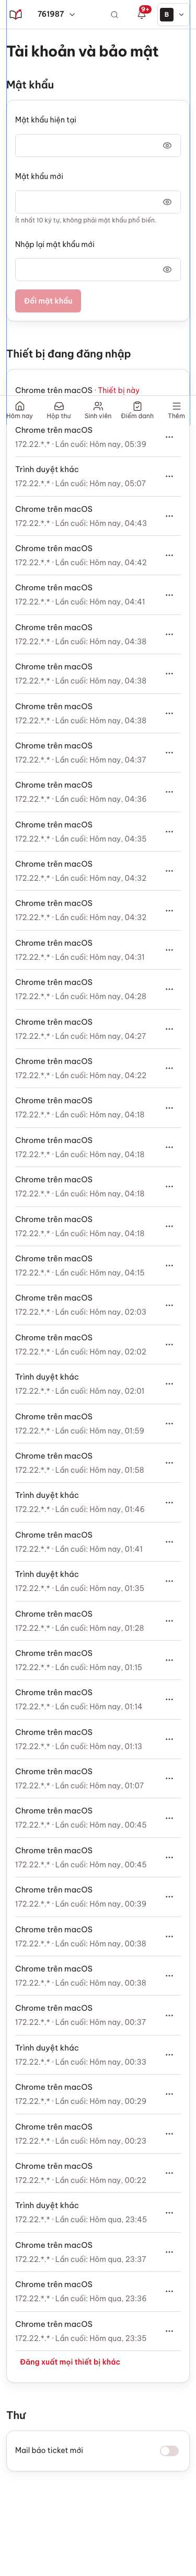 761987
9+
B
Tài khoản và bảo mật
Mật khẩu
Mật khẩu hiện tại
Mật khẩu mới
Ít nhất 10 ký tự, không phải mật khẩu phổ biến.
Nhập lại mật khẩu mới
Đổi mật khẩu
Thiết bị đang đăng nhập
Chrome trên macOS · Thiết bị này
Hôm nay
Hộp thư
Sinh viên
Điểm danh
Thêm
Chrome trên macOS
172.22.*.* · Lần cuối: Hôm nay, 05:39
Trình duyệt khác
172.22.*.* · Lần cuối: Hôm nay, 05:07
Chrome trên macOS
172.22.*.* · Lần cuối: Hôm nay, 04:43
Chrome trên macOS
172.22.*.* · Lần cuối: Hôm nay, 04:42
Chrome trên macOS
172.22.*.* · Lần cuối: Hôm nay, 04:41
Chrome trên macOS
172.22.*.* · Lần cuối: Hôm nay, 04:38
Chrome trên macOS
172.22.*.* · Lần cuối: Hôm nay, 04:38
Chrome trên macOS
172.22.*.* · Lần cuối: Hôm nay, 04:38
Chrome trên macOS
172.22.*.* · Lần cuối: Hôm nay, 04:37
Chrome trên macOS
172.22.*.* · Lần cuối: Hôm nay, 04:36
Chrome trên macOS
172.22.*.* · Lần cuối: Hôm nay, 04:35
Chrome trên macOS
172.22.*.* · Lần cuối: Hôm nay, 04:32
Chrome trên macOS
172.22.*.* · Lần cuối: Hôm nay, 04:32
Chrome trên macOS
172.22.*.* · Lần cuối: Hôm nay, 04:31
Chrome trên macOS
172.22.*.* · Lần cuối: Hôm nay, 04:28
Chrome trên macOS
172.22.*.* · Lần cuối: Hôm nay, 04:27
Chrome trên macOS
172.22.*.* · Lần cuối: Hôm nay, 04:22
Chrome trên macOS
172.22.*.* · Lần cuối: Hôm nay, 04:18
Chrome trên macOS
172.22.*.* · Lần cuối: Hôm nay, 04:18
Chrome trên macOS
172.22.*.* · Lần cuối: Hôm nay, 04:18
Chrome trên macOS
172.22.*.* · Lần cuối: Hôm nay, 04:18
Chrome trên macOS
172.22.*.* · Lần cuối: Hôm nay, 04:15
Chrome trên macOS
172.22.*.* · Lần cuối: Hôm nay, 02:03
Chrome trên macOS
172.22.*.* · Lần cuối: Hôm nay, 02:02
Trình duyệt khác
172.22.*.* · Lần cuối: Hôm nay, 02:01
Chrome trên macOS
172.22.*.* · Lần cuối: Hôm nay, 01:59
Chrome trên macOS
172.22.*.* · Lần cuối: Hôm nay, 01:58
Trình duyệt khác
172.22.*.* · Lần cuối: Hôm nay, 01:46
Chrome trên macOS
172.22.*.* · Lần cuối: Hôm nay, 01:41
Trình duyệt khác
172.22.*.* · Lần cuối: Hôm nay, 01:35
Chrome trên macOS
172.22.*.* · Lần cuối: Hôm nay, 01:28
Chrome trên macOS
172.22.*.* · Lần cuối: Hôm nay, 01:15
Chrome trên macOS
172.22.*.* · Lần cuối: Hôm nay, 01:14
Chrome trên macOS
172.22.*.* · Lần cuối: Hôm nay, 01:13
Chrome trên macOS
172.22.*.* · Lần cuối: Hôm nay, 01:07
Chrome trên macOS
172.22.*.* · Lần cuối: Hôm nay, 00:45
Chrome trên macOS
172.22.*.* · Lần cuối: Hôm nay, 00:45
Chrome trên macOS
172.22.*.* · Lần cuối: Hôm nay, 00:39
Chrome trên macOS
172.22.*.* · Lần cuối: Hôm nay, 00:38
Chrome trên macOS
172.22.*.* · Lần cuối: Hôm nay, 00:38
Chrome trên macOS
172.22.*.* · Lần cuối: Hôm nay, 00:37
Trình duyệt khác
172.22.*.* · Lần cuối: Hôm nay, 00:33
Chrome trên macOS
172.22.*.* · Lần cuối: Hôm nay, 00:29
Chrome trên macOS
172.22.*.* · Lần cuối: Hôm nay, 00:23
Chrome trên macOS
172.22.*.* · Lần cuối: Hôm nay, 00:22
Trình duyệt khác
172.22.*.* · Lần cuối: Hôm qua, 23:45
Chrome trên macOS
172.22.*.* · Lần cuối: Hôm qua, 23:37
Chrome trên macOS
172.22.*.* · Lần cuối: Hôm qua, 23:36
Chrome trên macOS
172.22.*.* · Lần cuối: Hôm qua, 23:35
Đăng xuất mọi thiết bị khác
Thư
Mail báo ticket mới